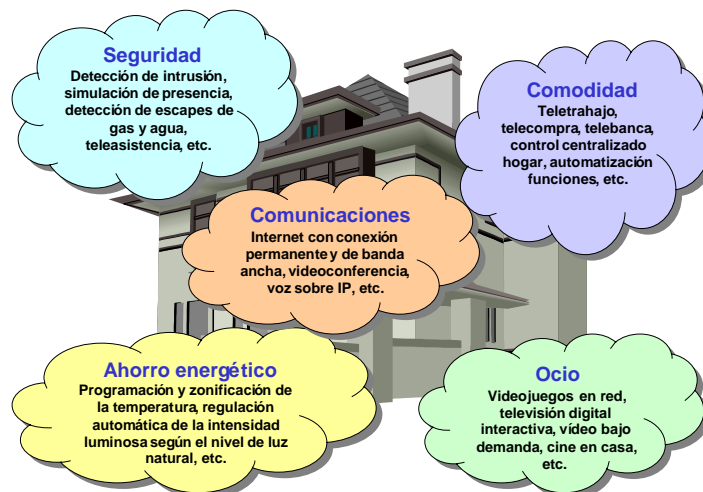 Seguridad
Detección de intrusión,
simulación de presencia,
detección de escapes de
gas y agua,
teleasistencia, etc.
Comodidad
Teletrahajo,
telecompra, telebanca,
control centralizado
hogar, automatización
funciones, etc.
Comunicaciones
Internet con conexión
permanente y de banda
ancha, videoconferencia,
voz sobre IP, etc.
Ahorro energético
Programación y zonificación de
la temperatura, regulación
automática de la intensidad
luminosa según el nivel de luz
natural, etc.
Ocio
Videojuegos en red,
televisión digital
interactiva, vídeo bajo
demanda, cine en casa,
etc.